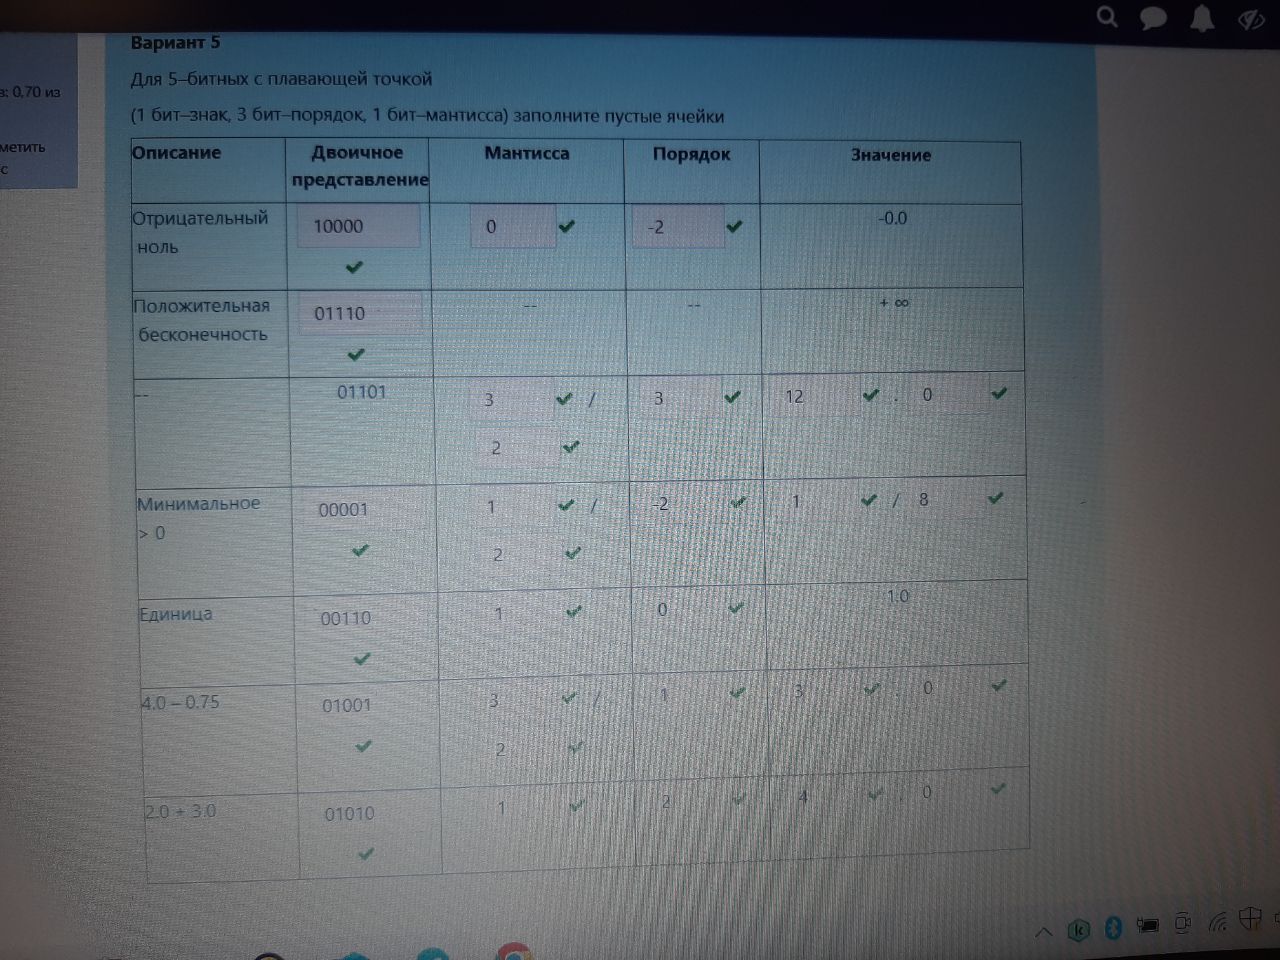 Вариант 5
Для 5–битных с плавающей точкой
(1 бит–знак, 3 бит–порядок, 1 бит–мантисса) заполните пустые ячейки
в: 0,70 из
метить
с
Описание Двоичное представление Мантисса Порядок Значение
Отрицательный ноль 10000 0 -2 -0.0
Положительная бесконечность 01110 -- -- + ∞
-- 01101 3 / 2 3 12 . 0
Минимальное > 0 00001 1 / 2 -2 1 / 8
Единица 00110 1 0 1.0
4.0 – 0.75 01001 3 / 2 1 3 0
2.0 + 3.0 01010 1 2 4 0